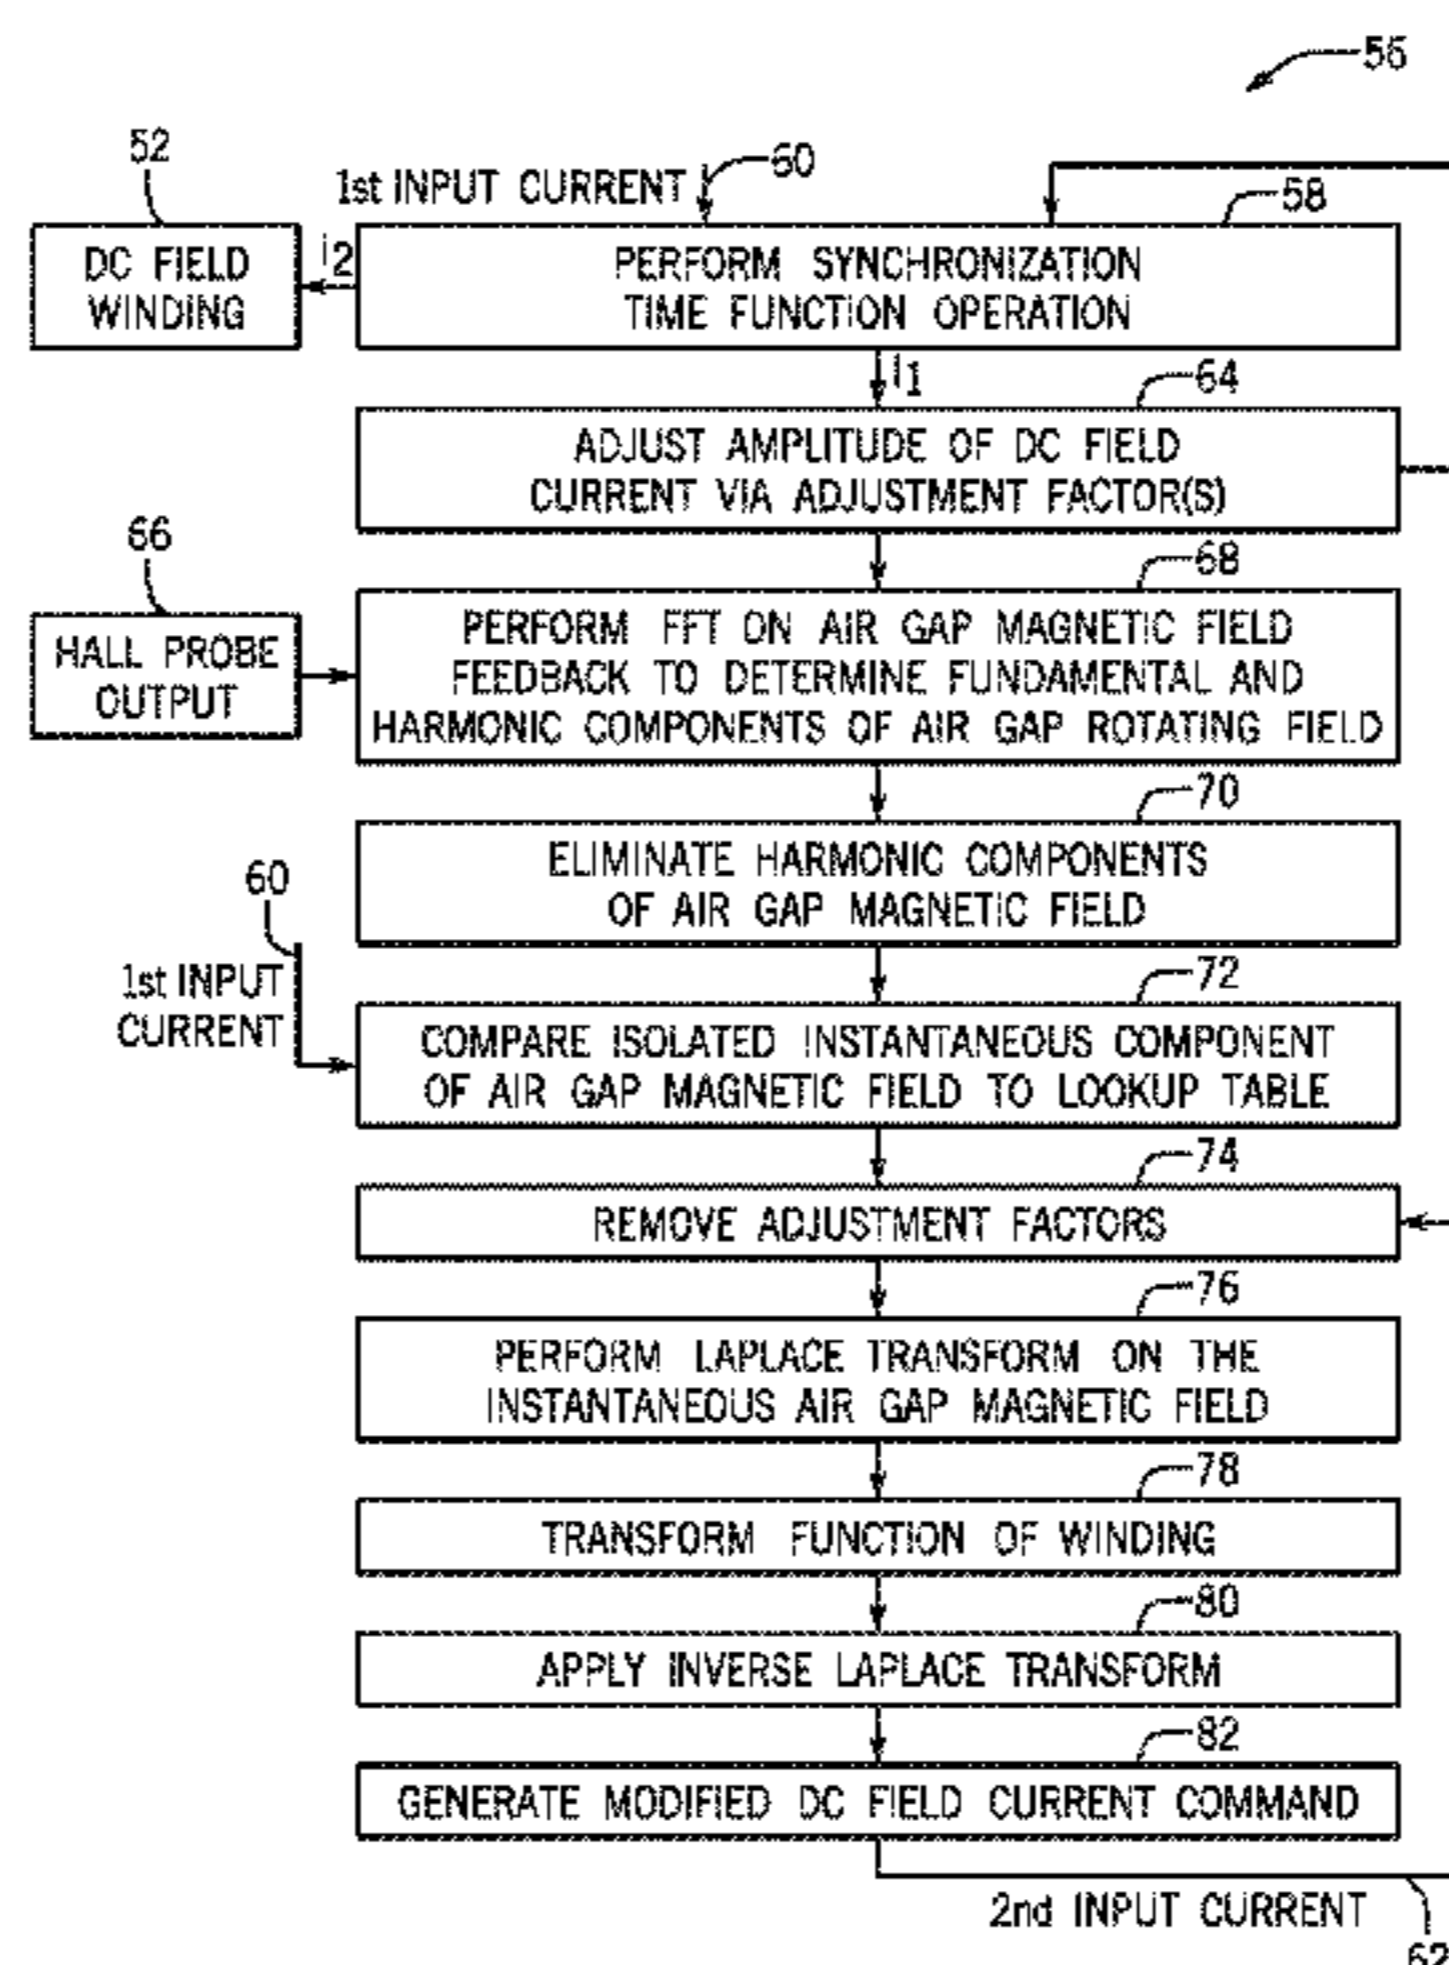 56
52
1st INPUT CURRENT
60
58
DC FIELD
WINDING
i2
PERFORM SYNCHRONIZATION
TIME FUNCTION OPERATION
i1
64
ADJUST AMPLITUDE OF DC FIELD
CURRENT VIA ADJUSTMENT FACTOR(S)
66
68
HALL PROBE
OUTPUT
PERFORM FFT ON AIR GAP MAGNETIC FIELD
FEEDBACK TO DETERMINE FUNDAMENTAL AND
HARMONIC COMPONENTS OF AIR GAP ROTATING FIELD
70
ELIMINATE HARMONIC COMPONENTS
OF AIR GAP MAGNETIC FIELD
60
1st INPUT
CURRENT
72
COMPARE ISOLATED INSTANTANEOUS COMPONENT
OF AIR GAP MAGNETIC FIELD TO LOOKUP TABLE
74
REMOVE ADJUSTMENT FACTORS
76
PERFORM LAPLACE TRANSFORM ON THE
INSTANTANEOUS AIR GAP MAGNETIC FIELD
78
TRANSFORM FUNCTION OF WINDING
80
APPLY INVERSE LAPLACE TRANSFORM
82
GENERATE MODIFIED DC FIELD CURRENT COMMAND
2nd INPUT CURRENT
62